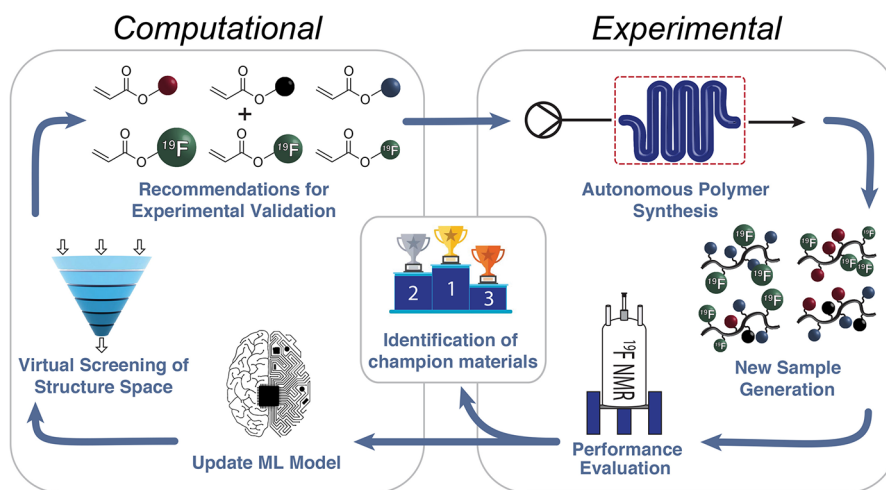 Computational
Experimental
O
O
O
O
O
O
+
19F
19F
19F
O
O
O
O
O
O
Recommendations for
Experimental Validation
Autonomous Polymer
Synthesis
19F
19F
19F
19F
19F
19F
19F
19F
19F
2
1
3
Identification of
champion materials
19F NMR
Virtual Screening of
Structure Space
New Sample
Generation
Update ML Model
Performance
Evaluation